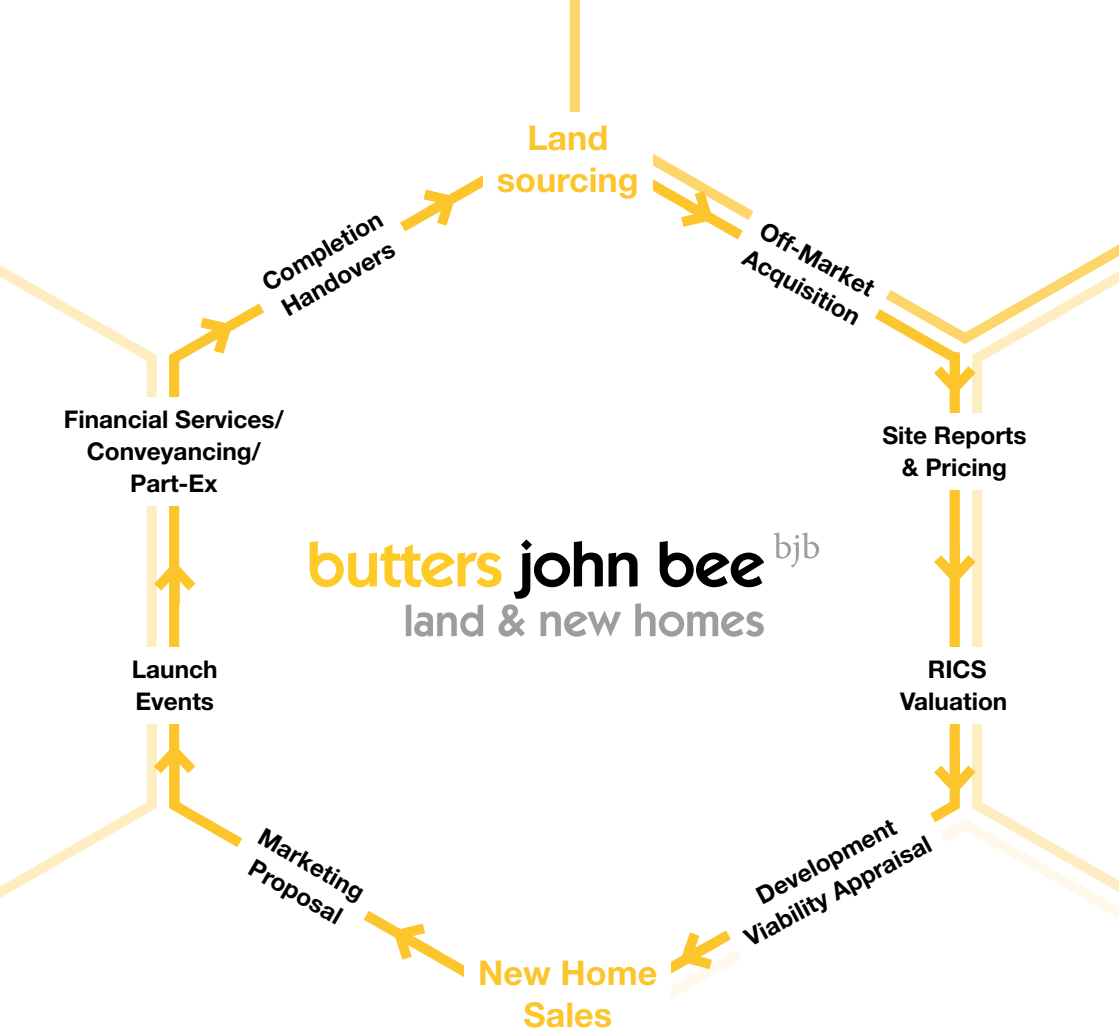 Land
sourcing
Off-Market
Acquisition
Site Reports
& Pricing
RICS
Valuation
Development
Viability Appraisal
New Home
Sales
Marketing
Proposal
Launch
Events
Financial Services/
Conveyancing/
Part-Ex
Completion
Handovers
butters john bee bjb
land & new homes